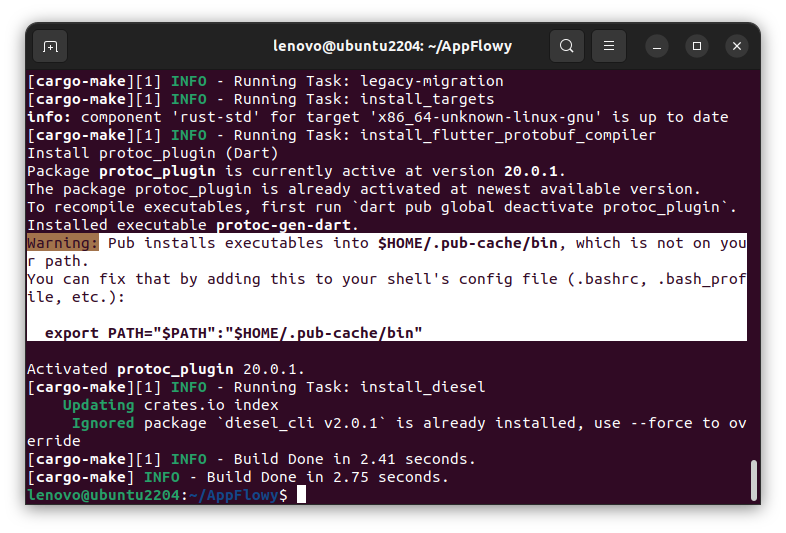 lenovo@ubuntu2204: ~/AppFlowy
[cargo-make][1] INFO - Running Task: legacy-migration
[cargo-make][1] INFO - Running Task: install_targets
info: component 'rust-std' for target 'x86_64-unknown-linux-gnu' is up to date
[cargo-make][1] INFO - Running Task: install_flutter_protobuf_compiler
Install protoc_plugin (Dart)
Package protoc_plugin is currently active at version 20.0.1.
The package protoc_plugin is already activated at newest available version.
To recompile executables, first run `dart pub global deactivate protoc_plugin`.
Installed executable protoc-gen-dart.
Warning: Pub installs executables into $HOME/.pub-cache/bin, which is not on you
r path.
You can fix that by adding this to your shell's config file (.bashrc, .bash_prof
ile, etc.):
  export PATH="$PATH":"$HOME/.pub-cache/bin"
Activated protoc_plugin 20.0.1.
[cargo-make][1] INFO - Running Task: install_diesel
    Updating crates.io index
     Ignored package `diesel_cli v2.0.1` is already installed, use --force to ov
erride
[cargo-make][1] INFO - Build Done in 2.41 seconds.
[cargo-make] INFO - Build Done in 2.75 seconds.
lenovo@ubuntu2204:~/AppFlowy$